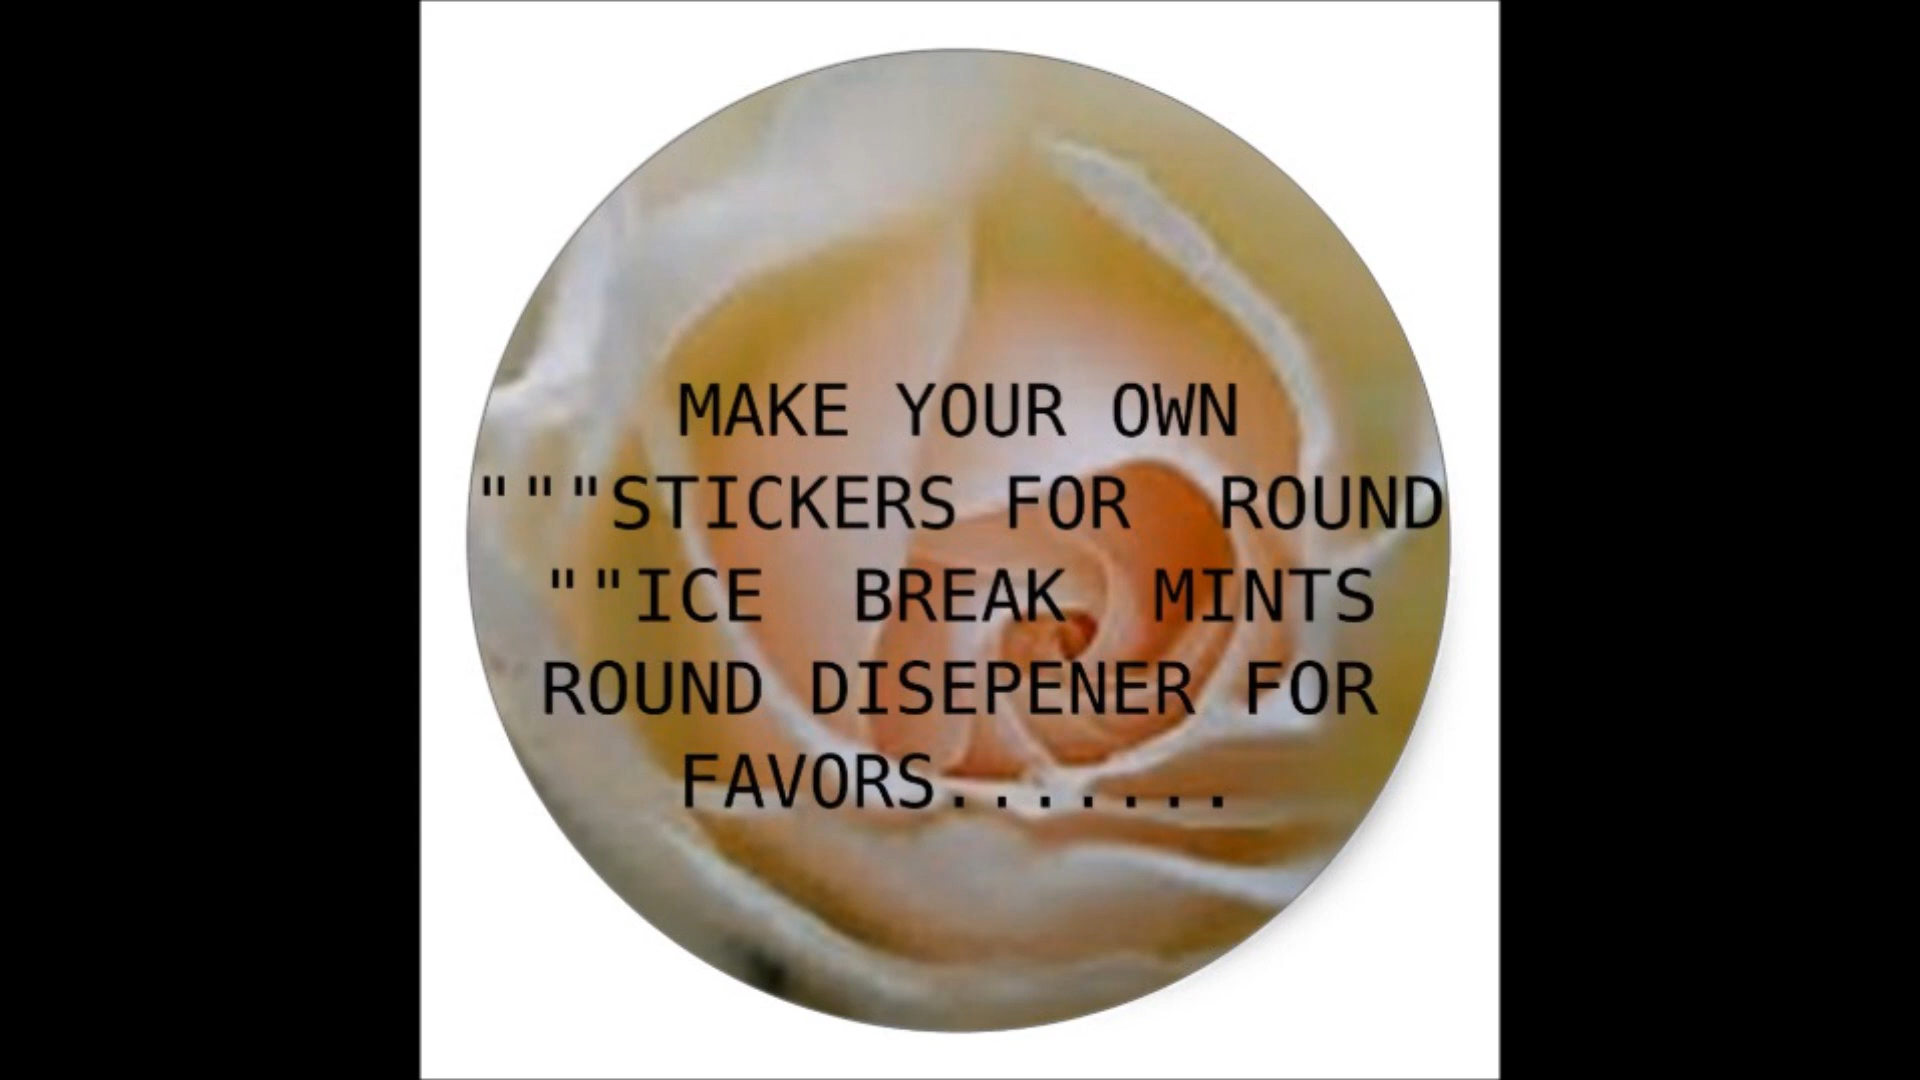 MAKE YOUR OWN
"""STICKERS FOR  ROUND
""ICE  BREAK  MINTS
ROUND DISEPENER FOR
FAVORS.......